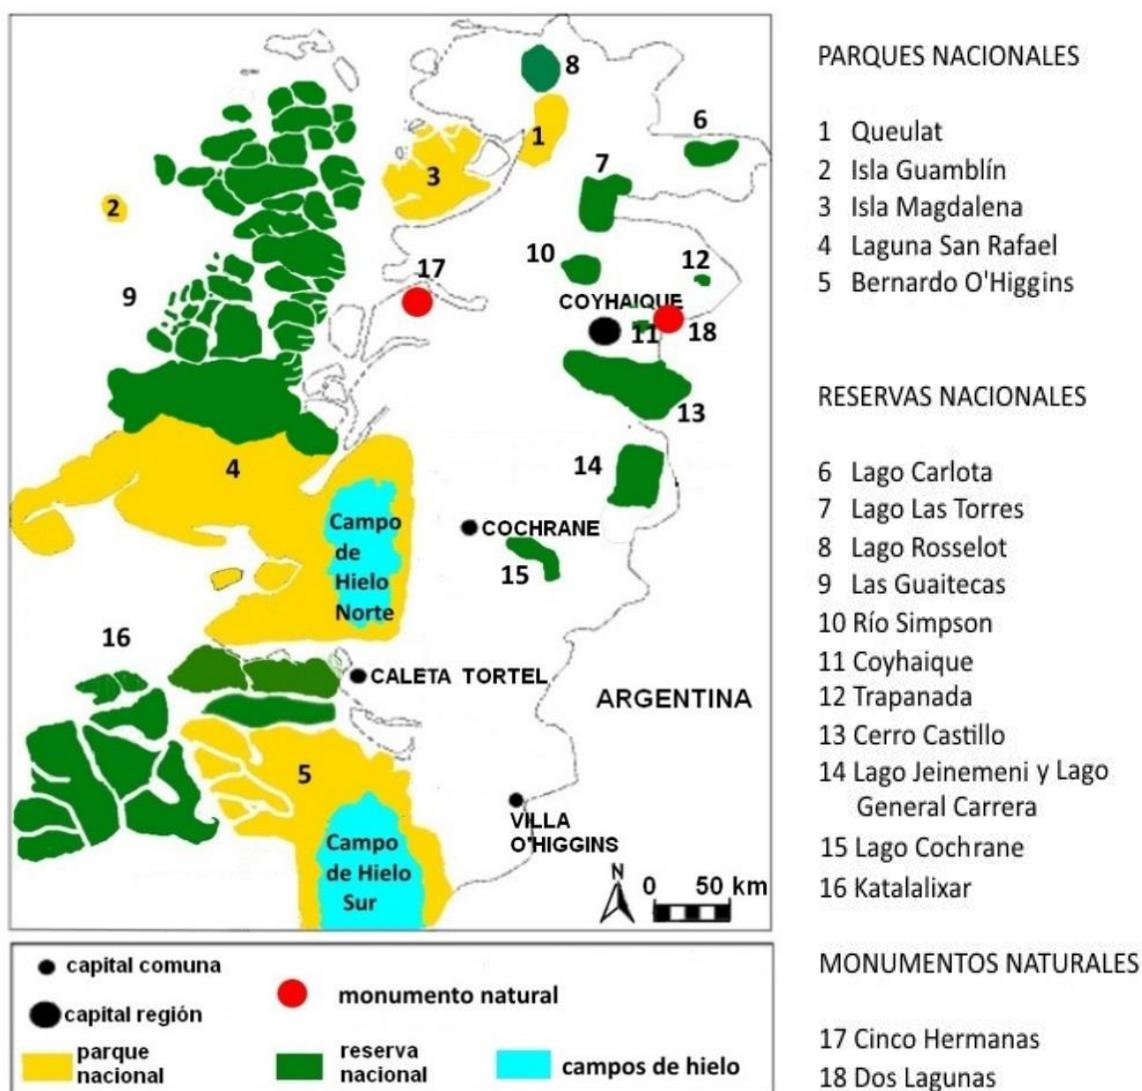 8
6
1
7
3
2
10
12
17
9
COYHAIQUE
11
18
13
4
14
Campo
de
Hielo
Norte
COCHRANE
15
16
CALETA TORTEL
ARGENTINA
5
VILLA
O'HIGGINS
Campo
de Hielo
Sur
N
0 50 km
capital comuna
capital región
monumento natural
parque
nacional
reserva
nacional
campos de hielo
PARQUES NACIONALES
1 Queulat
2 Isla Guamblín
3 Isla Magdalena
4 Laguna San Rafael
5 Bernardo O'Higgins
RESERVAS NACIONALES
6 Lago Carlota
7 Lago Las Torres
8 Lago Rosselot
9 Las Guaitecas
10 Río Simpson
11 Coyhaique
12 Trapanada
13 Cerro Castillo
14 Lago Jeinemeni y Lago
General Carrera
15 Lago Cochrane
16 Katalalixar
MONUMENTOS NATURALES
17 Cinco Hermanas
18 Dos Lagunas